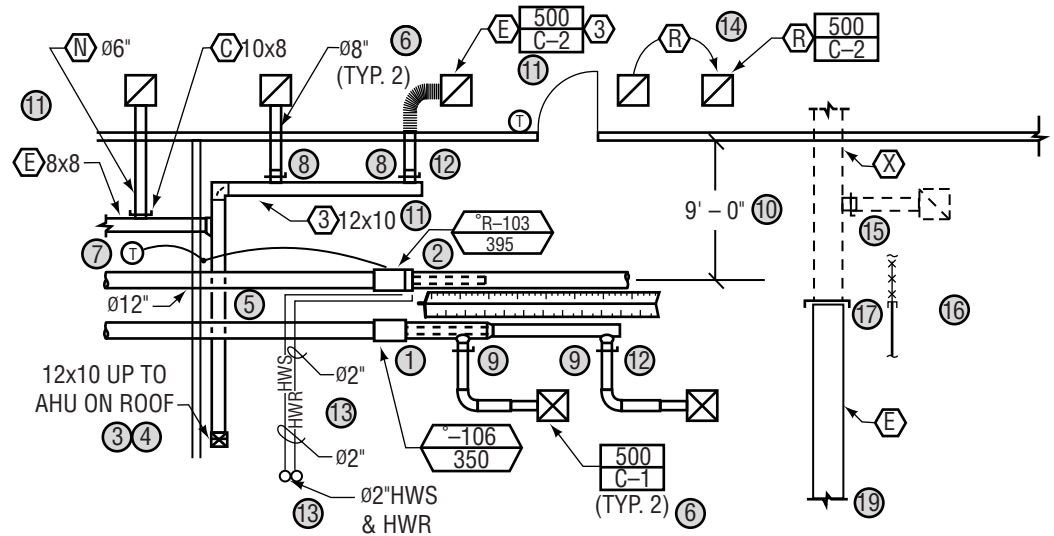 N Ø6"
C 10x8
Ø8"
(TYP. 2)
6
E
500
C–2
3
11
R
14
R
500
C–2
11
T
E 8x8
8
8
12
X
3 12x10
11
9' – 0"
10
°R–103
395
15
7
T
2
Ø12"
5
17
16
1
9
9
12
12x10 UP TO
AHU ON ROOF
3
4
HWS
HWR
Ø2"
13
Ø2"
°–106
350
500
C–1
(TYP. 2)
6
E
Ø2"HWS
& HWR
13
19